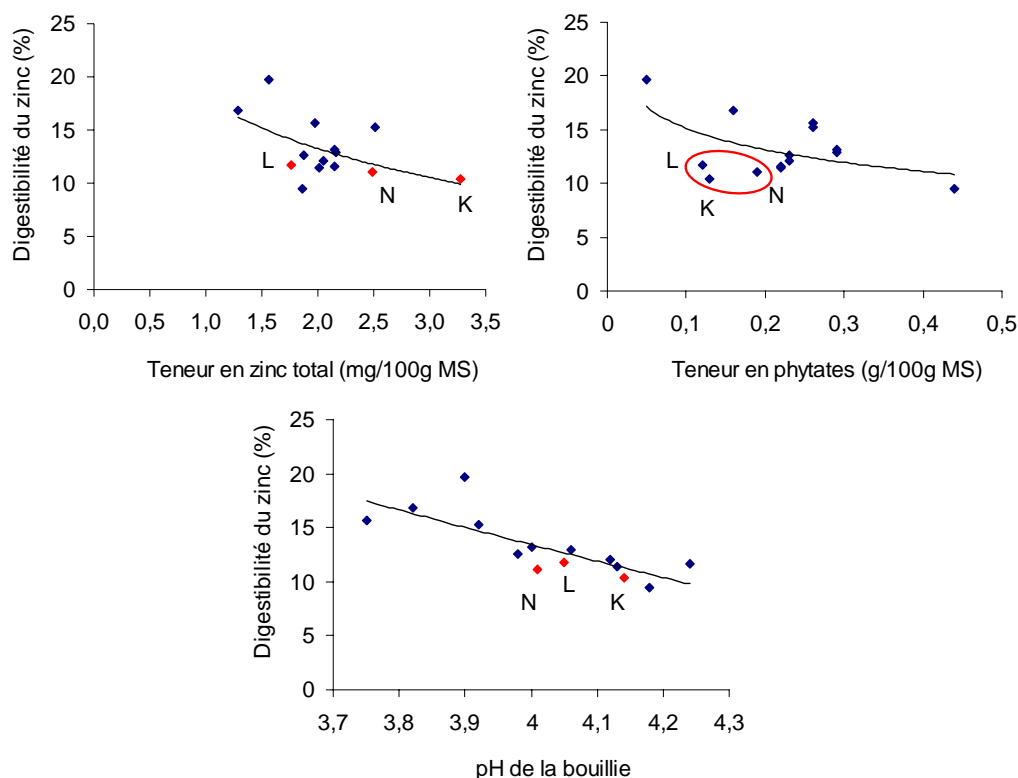 Digestibilité du zinc (%)
25
20
15
10
5
0
L
N
K
0,0 0,5 1,0 1,5 2,0 2,5 3,0 3,5
Teneur en zinc total (mg/100g MS)
Digestibilité du zinc (%)
25
20
15
10
5
0
L
K
N
0 0,1 0,2 0,3 0,4 0,5
Teneur en phytates (g/100g MS)
Digestibilité du zinc (%)
25
20
15
10
5
0
N
L
K
3,7 3,8 3,9 4 4,1 4,2 4,3
pH de la bouillie